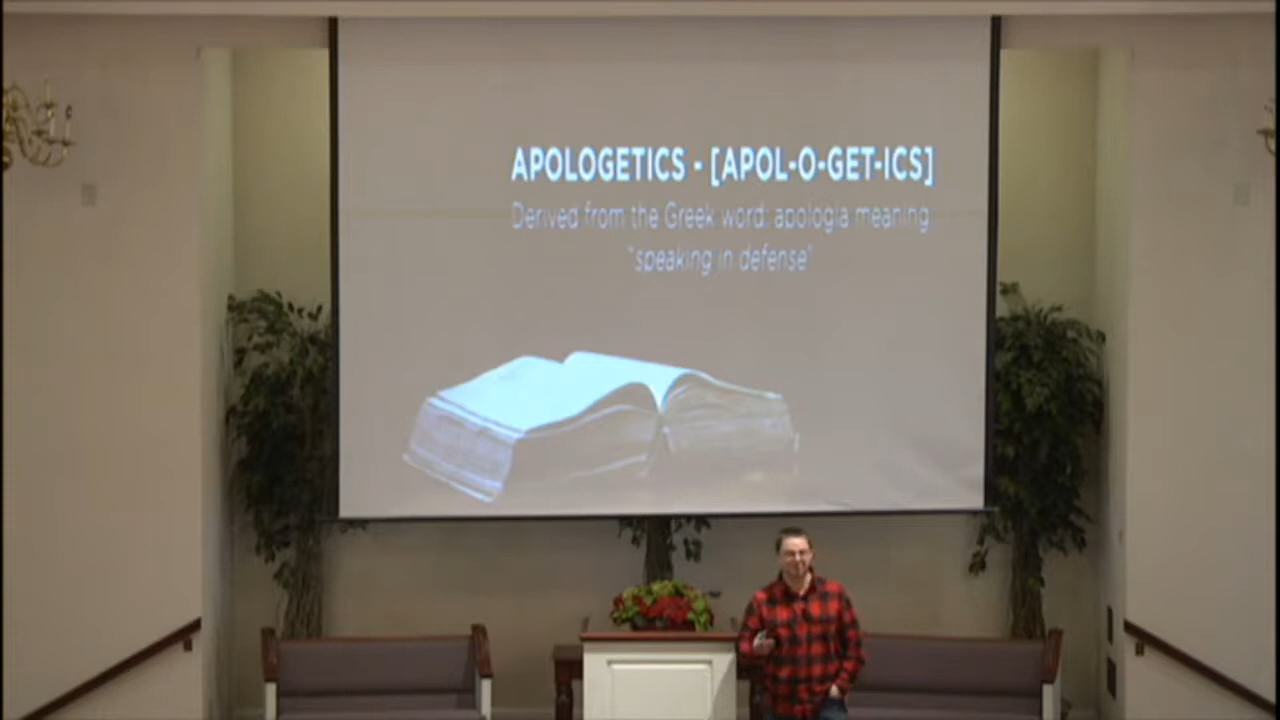 APOLOGETICS - [APOL-O-GET-ICS]
Derived from the Greek word: apologia meaning
"speaking in defense"